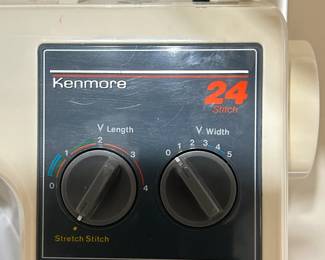 Kenmore
24
Stitch
V Length
0 1 2 3 4
Stretch Stitch
V Width
0 1 2 3 4 5